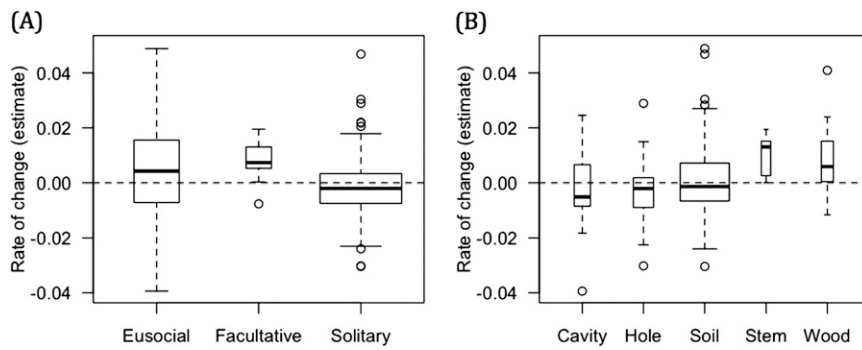 (A)
Rate of change (estimate)
0.04
0.02
0.00
-0.02
-0.04
Eusocial Facultative Solitary
(B)
Rate of change (estimate)
0.04
0.02
0.00
-0.02
-0.04
Cavity Hole Soil Stem Wood